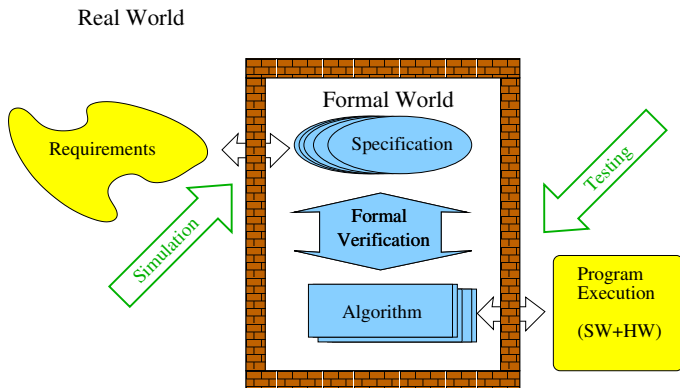 Real World
Formal World
Requirements
Specification
Testing
Simulation
Formal
Verification
Program
Execution
(SW+HW)
Algorithm